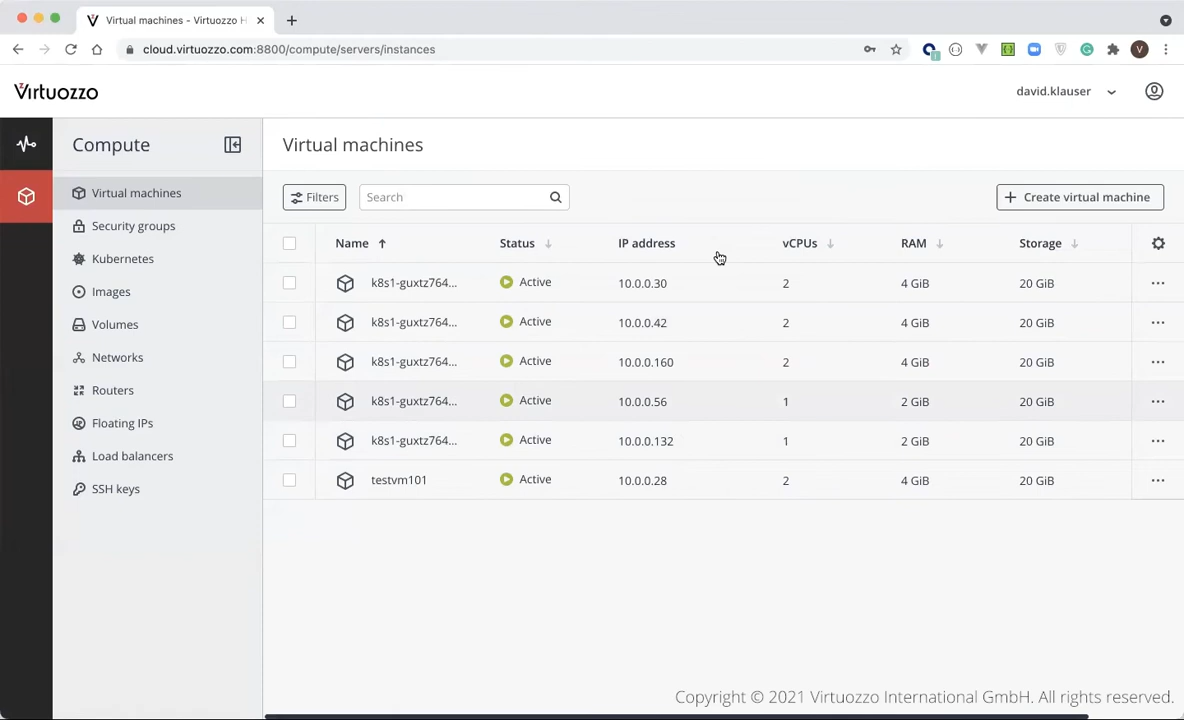 Virtuozzo
Virtual machines - Virtuozzo H
cloud.virtuozzo.com:8800/compute/servers/instances
V
Virtuozzo
david.klauser
Compute
Virtual machines
Security groups
Kubernetes
Images
Volumes
Networks
Routers
Floating IPs
Load balancers
SSH keys
Virtual machines
Filters
Search
Create virtual machine
Name Status IP address vCPUs RAM Storage
k8s1-guxtz764... Active 10.0.0.30 2 4 GiB 20 GiB
k8s1-guxtz764... Active 10.0.0.42 2 4 GiB 20 GiB
k8s1-guxtz764... Active 10.0.0.160 2 4 GiB 20 GiB
k8s1-guxtz764... Active 10.0.0.56 1 2 GiB 20 GiB
k8s1-guxtz764... Active 10.0.0.132 1 2 GiB 20 GiB
testvm101 Active 10.0.0.28 2 4 GiB 20 GiB
Copyright © 2021 Virtuozzo International GmbH. All rights reserved.